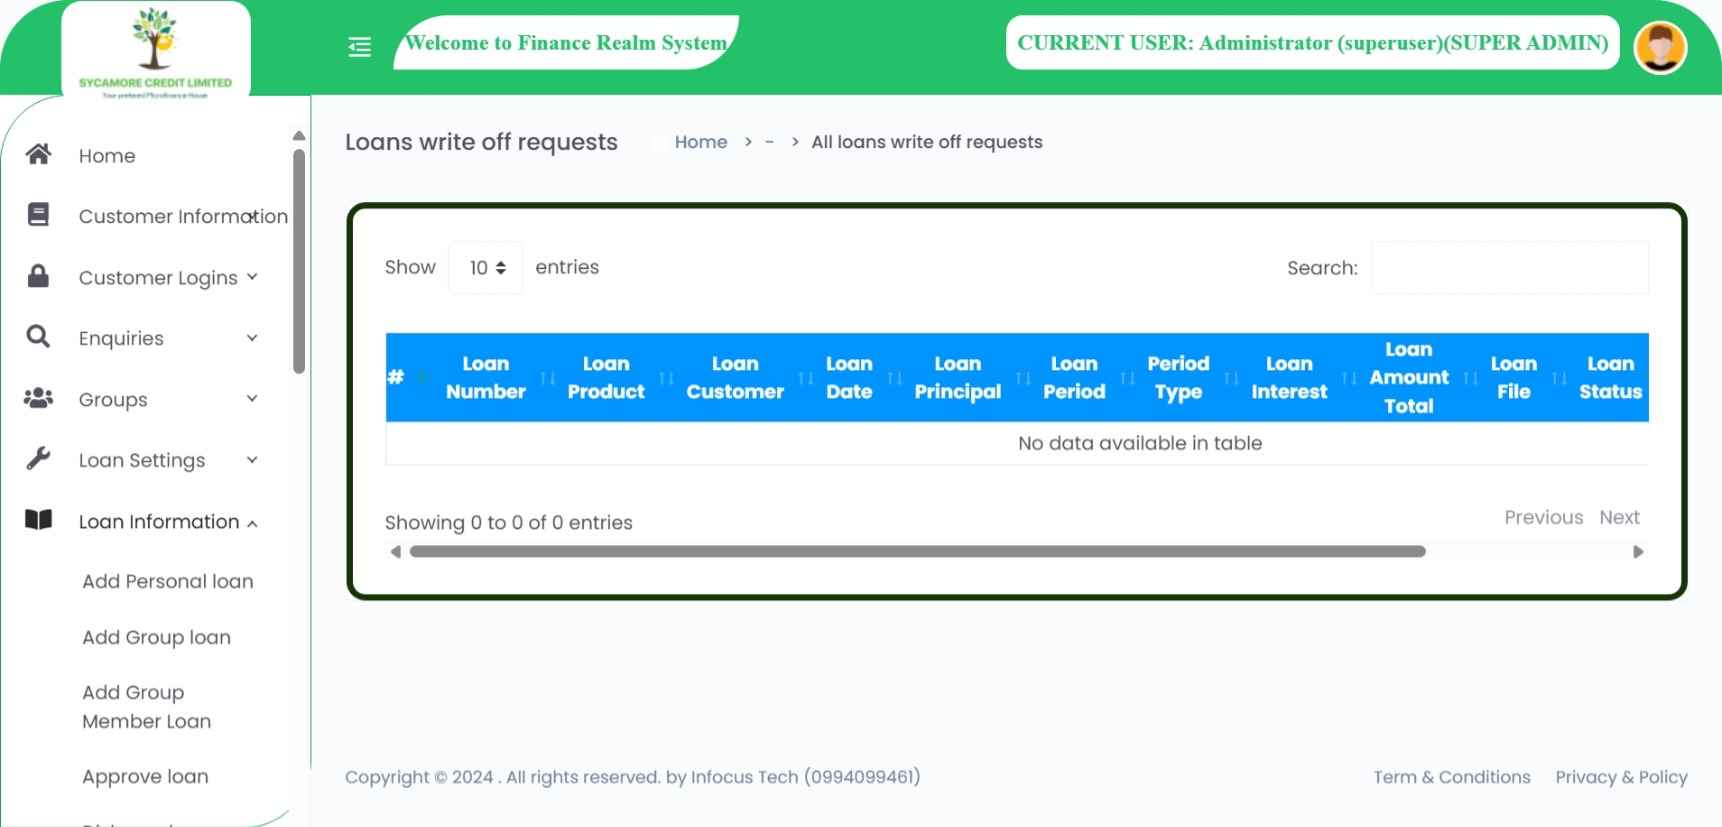 SYCAMORE CREDIT LIMITED
Your preferred Microfinance House
Welcome to Finance Realm System
CURRENT USER: Administrator (superuser)(SUPER ADMIN)
Home
Customer Information
Customer Logins
Enquiries
Groups
Loan Settings
Loan Information
Add Personal loan
Add Group loan
Add Group
Member Loan
Approve loan
Loans write off requests
Home > - > All loans write off requests
Show 10 entries
Search:
# Loan Number Loan Product Loan Customer Loan Date Loan Principal Loan Period Period Type Loan Interest Loan Amount Total Loan File Loan Status
No data available in table
Showing 0 to 0 of 0 entries
Previous Next
Copyright © 2024 . All rights reserved. by Infocus Tech (0994099461)
Term & Conditions Privacy & Policy